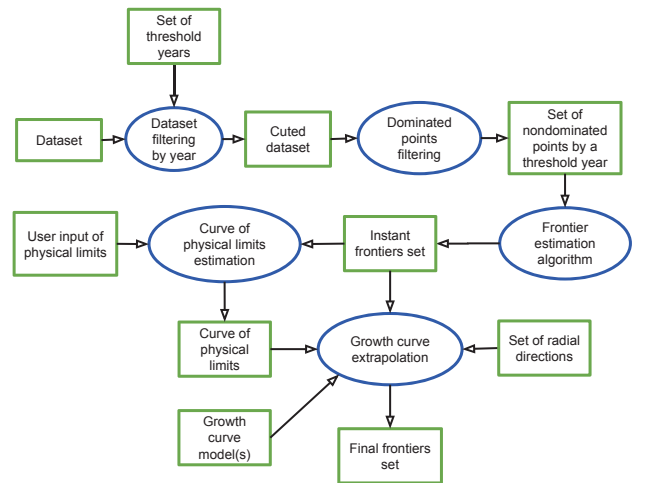 Set of
threshold
years
Dataset
Dataset
filtering
by year
Cuted
dataset
Dominated
points
filtering
Set of
nondominated
points by a
threshold year
User input of
physical limits
Curve of
physical limits
estimation
Instant
frontiers set
Frontier
estimation
algorithm
Curve of
physical
limits
Growth curve
extrapolation
Set of radial
directions
Growth
curve
model(s)
Final frontiers
set